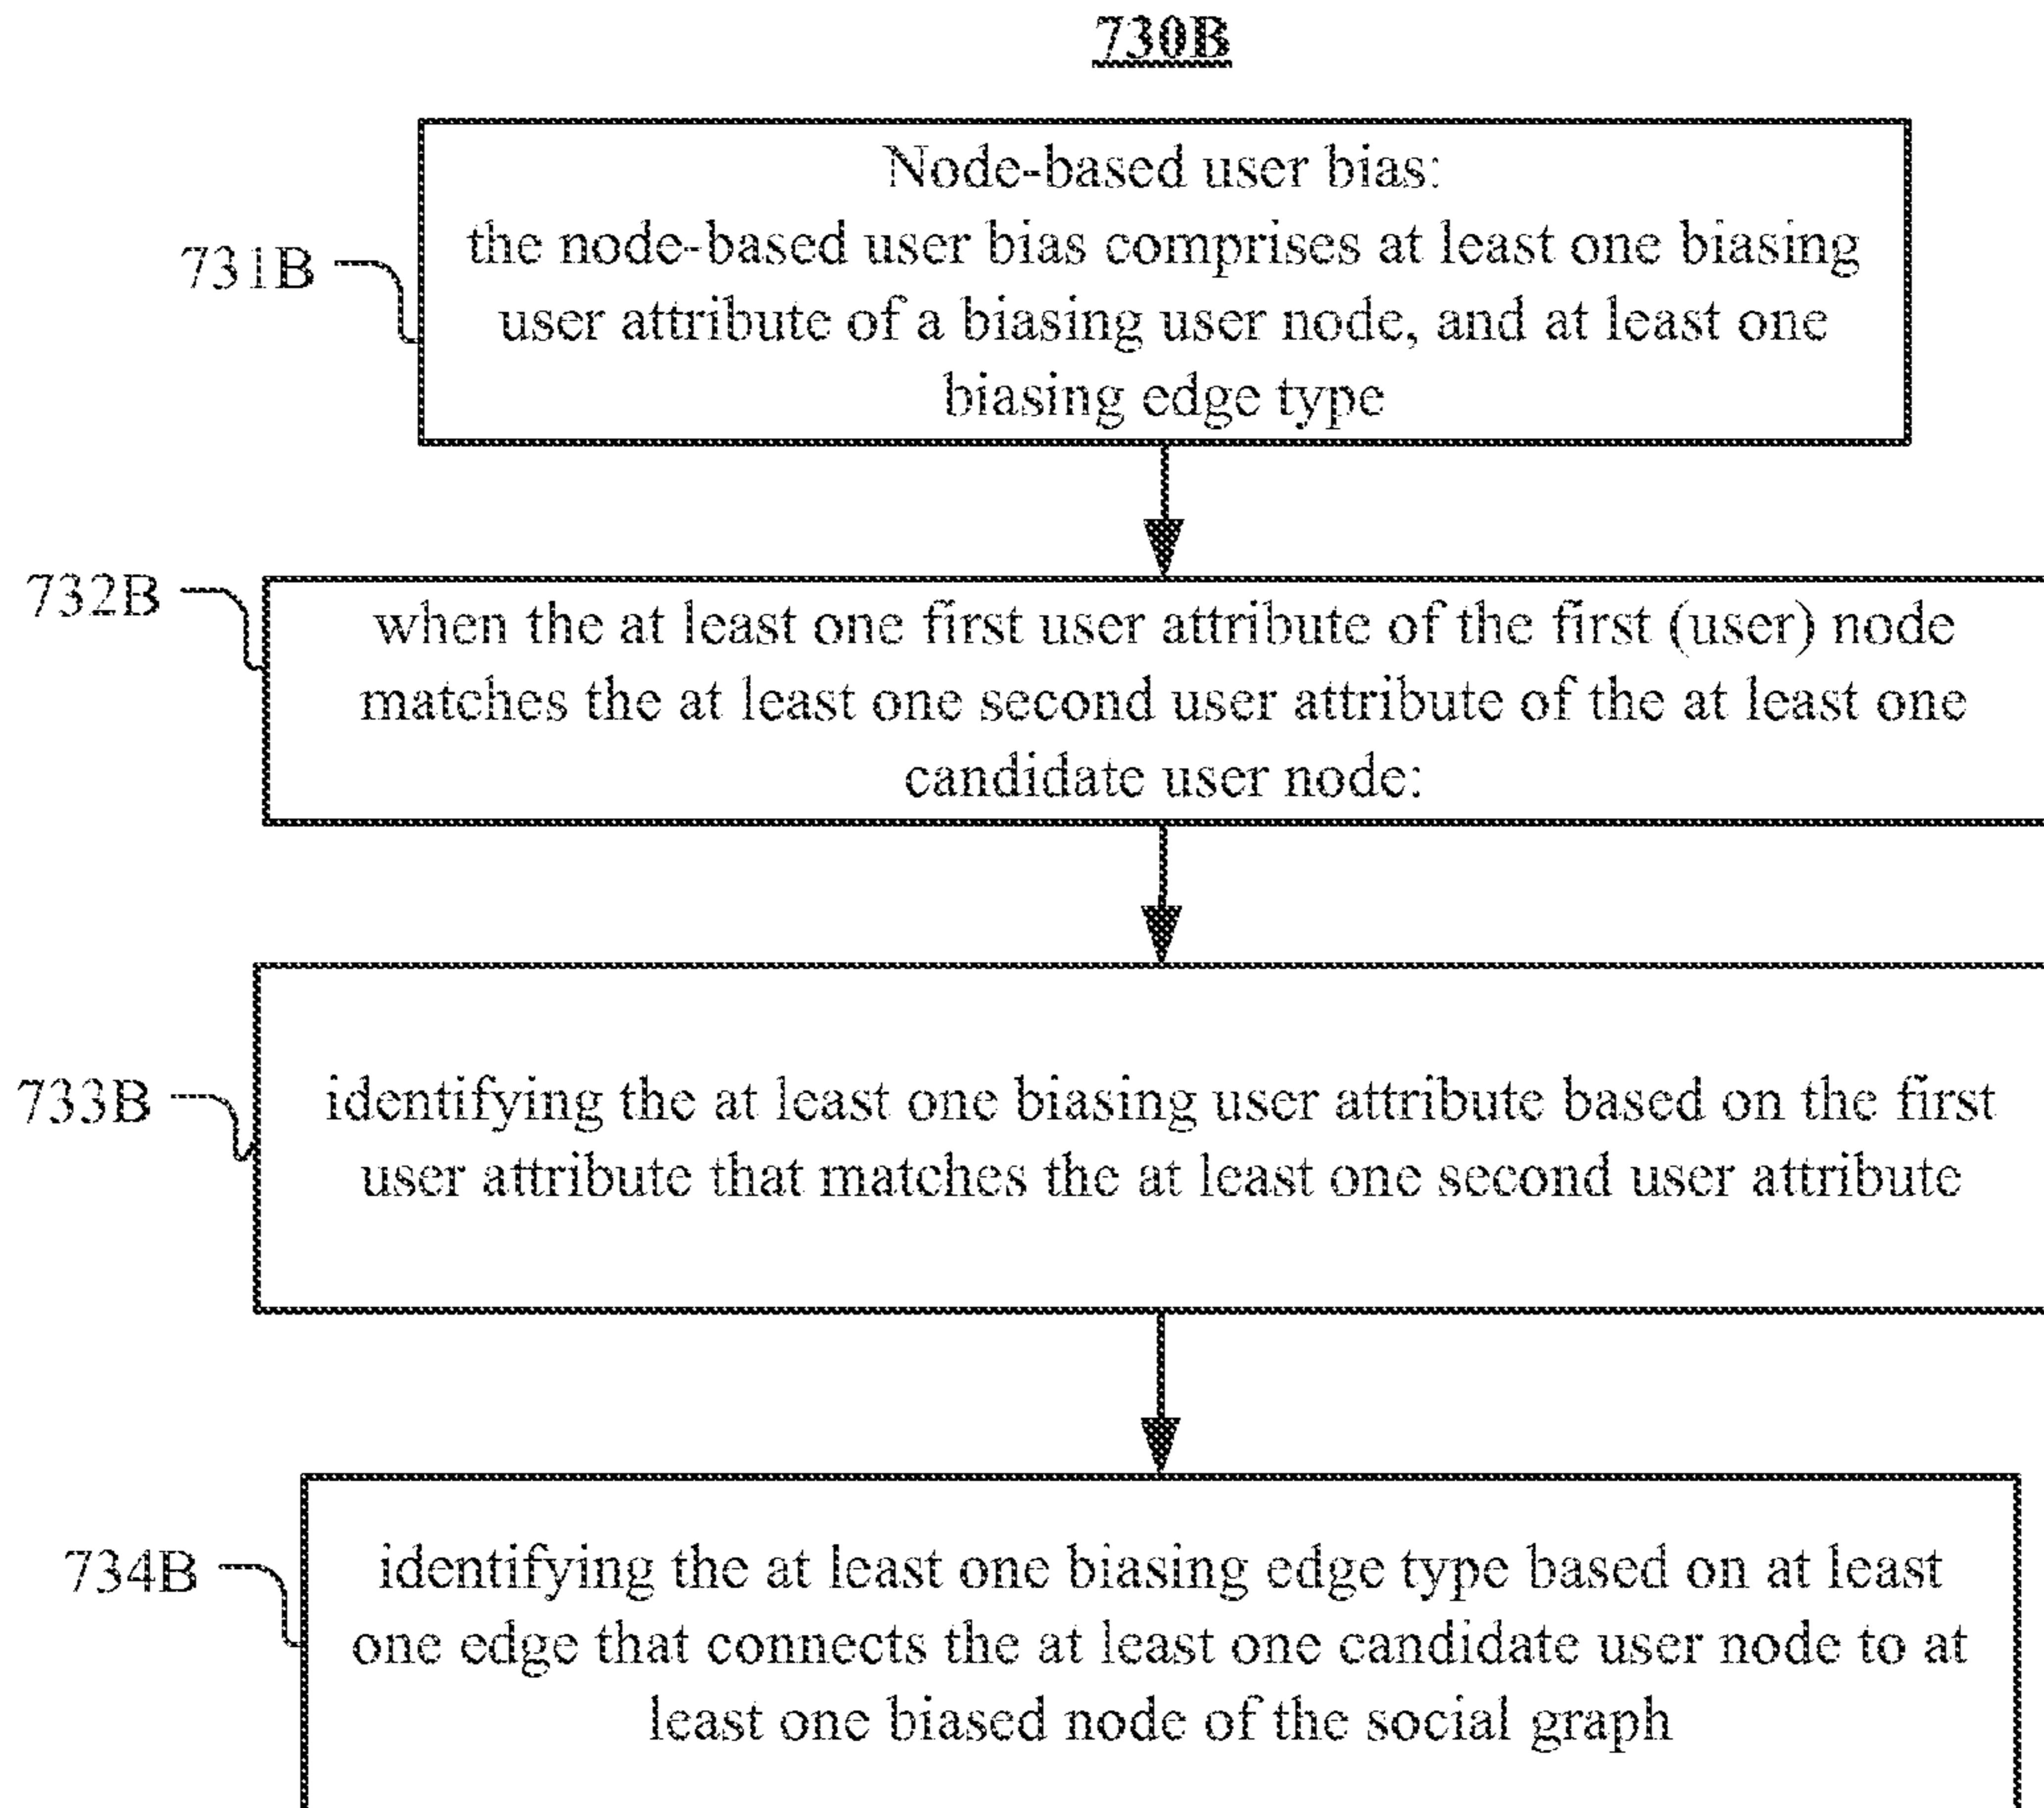 730B
731B
Node-based user bias:
the node-based user bias comprises at least one biasing
user attribute of a biasing user node, and at least one
biasing edge type
732B
when the at least one first user attribute of the first (user) node
matches the at least one second user attribute of the at least one
candidate user node:
733B
identifying the at least one biasing user attribute based on the first
user attribute that matches the at least one second user attribute
734B
identifying the at least one biasing edge type based on at least
one edge that connects the at least one candidate user node to at
least one biased node of the social graph